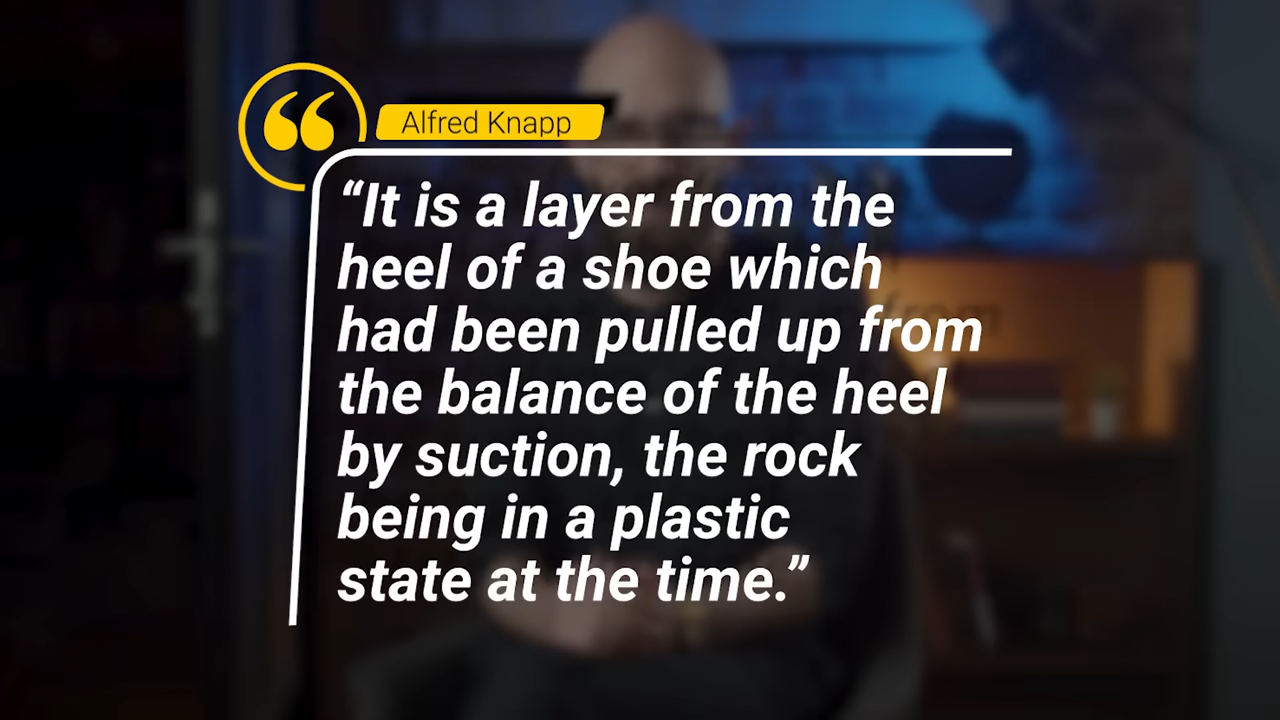 Alfred Knapp
“It is a layer from the
heel of a shoe which
had been pulled up from
the balance of the heel
by suction, the rock
being in a plastic
state at the time.”